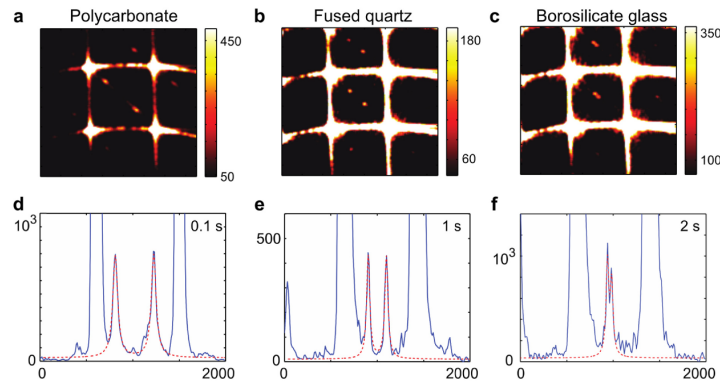 a Polycarbonate
b Fused quartz
c Borosilicate glass
450
50
180
60
350
100
d
10³
0
0.1 s
0
2000
e
500
0
1 s
0
2000
f
10³
0
2 s
0
2000